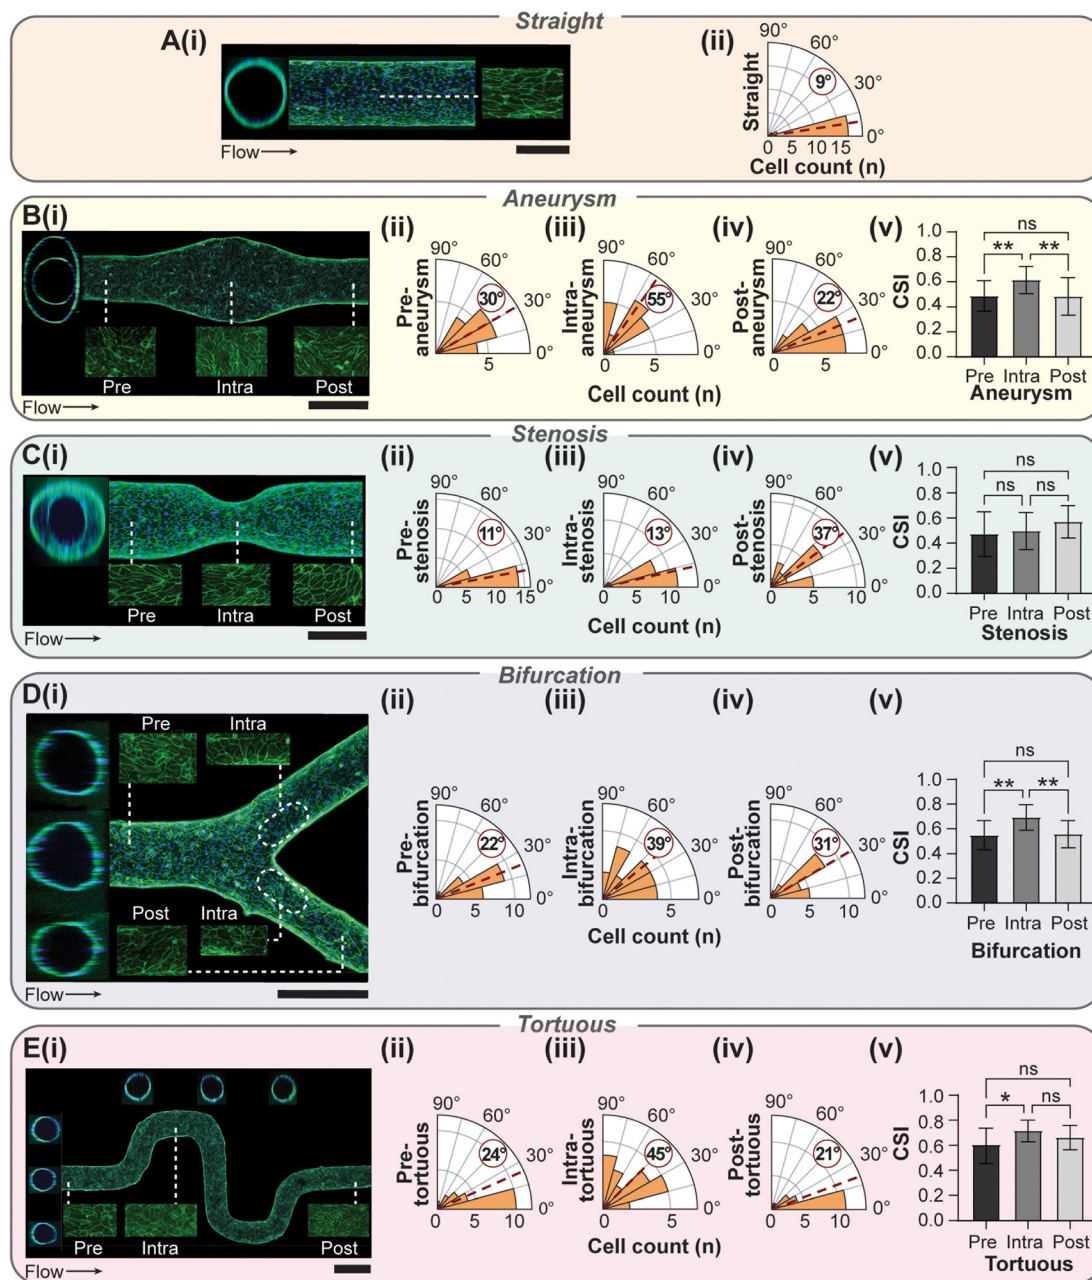 Straight
A(i)
Flow
(ii)
Straight
90°
60°
30°
0°
9°
0 5 10 15
Cell count (n)
Aneurysm
B(i)
Pre
Intra
Post
Flow
(ii)
Pre-
aneurysm
90°
60°
30°
0°
30°
5
(iii)
Intra-
aneurysm
90°
60°
30°
0°
55°
5
Cell count (n)
(iv)
Post-
aneurysm
90°
60°
30°
0°
22°
5
(v)
CSI
1.0
0.8
0.6
0.4
0.2
0.0
ns
** **
Pre Intra Post
Aneurysm
Stenosis
C(i)
Pre
Intra
Post
Flow
(ii)
Pre-
stenosis
90°
60°
30°
0°
11°
0 5 10 15
(iii)
Intra-
stenosis
90°
60°
30°
0°
13°
0 5 10
Cell count (n)
(iv)
Post-
stenosis
90°
60°
30°
0°
37°
0 5 10
(v)
CSI
1.0
0.8
0.6
0.4
0.2
0.0
ns
ns ns
Pre Intra Post
Stenosis
Bifurcation
D(i)
Pre
Intra
Post
Intra
Flow
(ii)
Pre-
bifurcation
90°
60°
30°
0°
22°
0 5 10
(iii)
Intra-
bifurcation
90°
60°
30°
0°
39°
0 5
Cell count (n)
(iv)
Post-
bifurcation
90°
60°
30°
0°
31°
0 5 10
(v)
CSI
1.0
0.8
0.6
0.4
0.2
0.0
ns
** **
Pre Intra Post
Bifurcation
Tortuous
E(i)
Pre
Intra
Post
Flow
(ii)
Pre-
tortuous
90°
60°
30°
0°
24°
0 5 10
(iii)
Intra-
tortuous
90°
60°
30°
0°
45°
0 5
Cell count (n)
(iv)
Post-
tortuous
90°
60°
30°
0°
21°
0 5 10
(v)
CSI
1.0
0.8
0.6
0.4
0.2
0.0
ns
* ns
Pre Intra Post
Tortuous